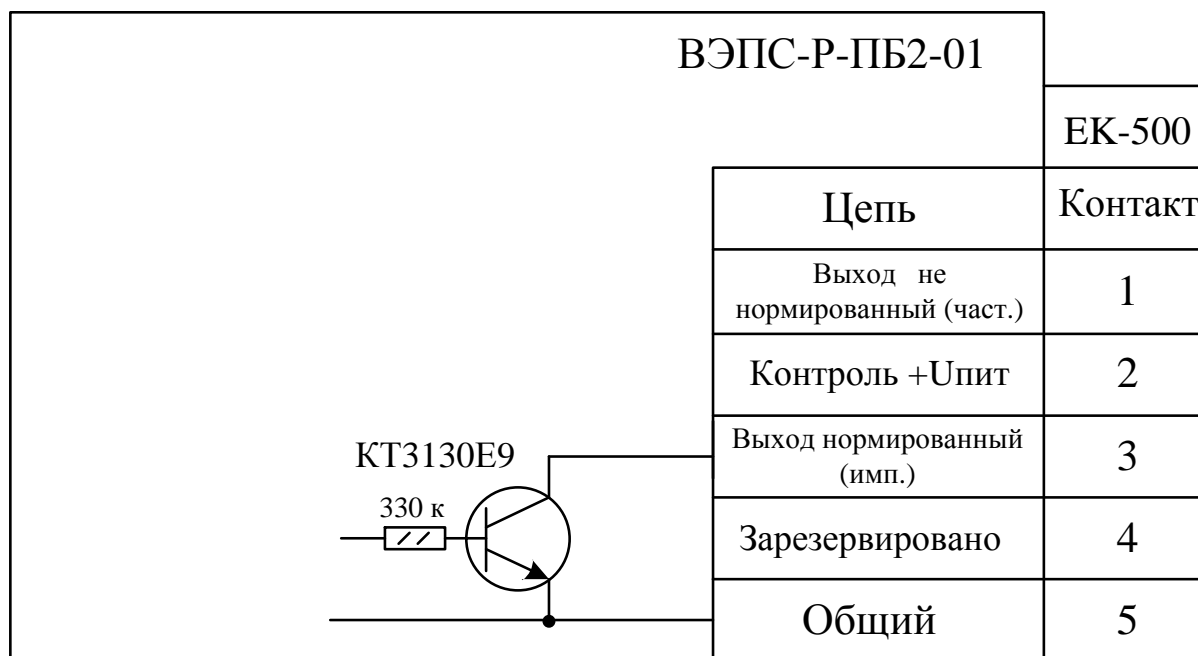 ВЭПС-Р-ПБ2-01
EK-500
Цепь
Контакт
Выход не
нормированный (част.)
1
Контроль +Uпит
2
Выход нормированный
(имп.)
3
КТ3130Е9
330 к
Зарезервировано
4
Общий
5